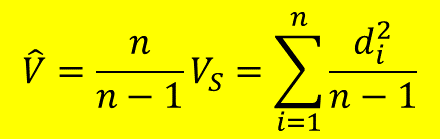 V̂ = n/(n − 1) V_S = ∑_{i=1}^{n} d_i^2/(n − 1)